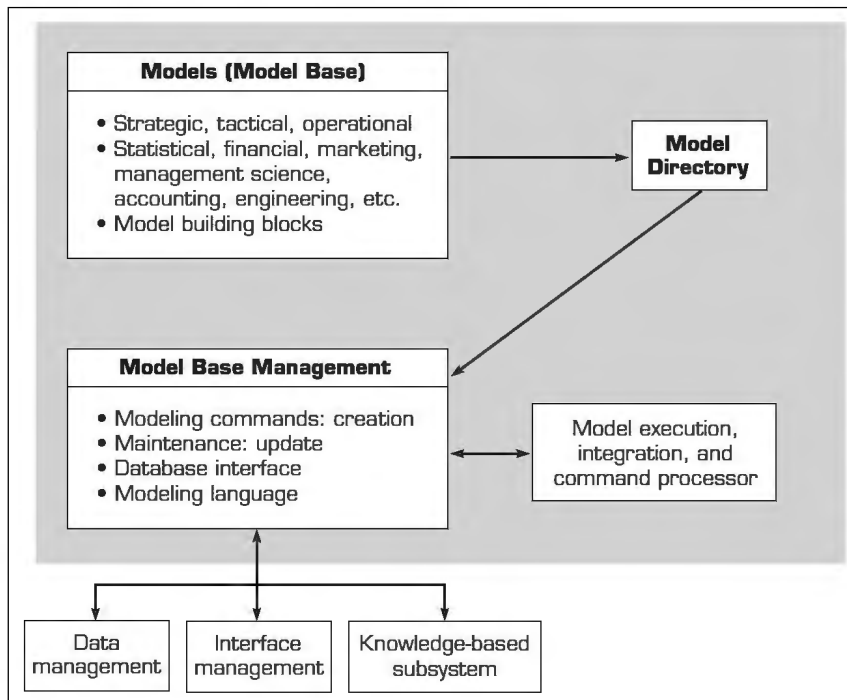 Models (Model Base)
• Strategic, tactical, operational
• Statistical, financial, marketing,
management science,
accounting, engineering, etc.
• Model building blocks
Model
Directory
Model Base Management
• Modeling commands: creation
• Maintenance: update
• Database interface
• Modeling language
Model execution,
integration, and
command processor
Data
management
Interface
management
Knowledge-based
subsystem